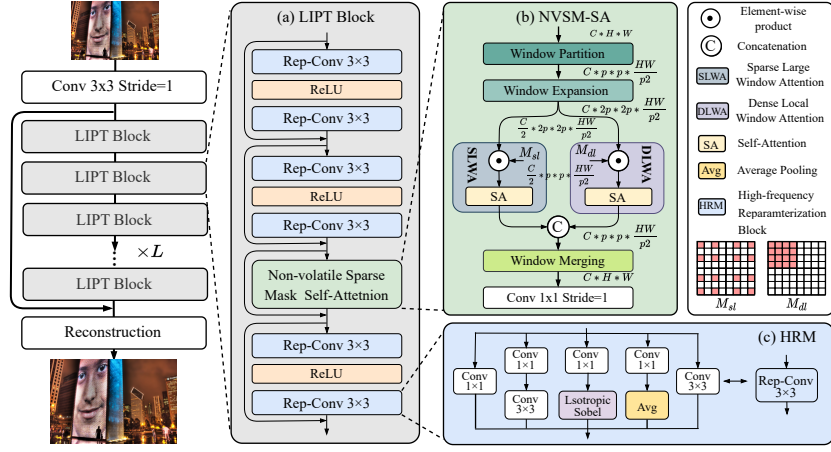 Conv 3x3 Stride=1
LIPT Block
LIPT Block
LIPT Block
×L
LIPT Block
Reconstruction
(a) LIPT Block
Rep-Conv 3×3
ReLU
Rep-Conv 3×3
Rep-Conv 3×3
ReLU
Rep-Conv 3×3
Non-volatile Sparse
Mask Self-Attetnion
Rep-Conv 3×3
ReLU
Rep-Conv 3×3
(b) NVSM-SA
C * H * W
Window Partition
C * p * p * HW/p2
Window Expansion
C * 2p * 2p * HW/p2
C/2 * 2p * 2p * HW/p2
SLWA
M_sl
M_dl
DLWA
C/2 * p * p * HW/p2
SA
SA
C
C * p * p * HW/p2
Window Merging
C * H * W
Conv 1x1 Stride=1
Element-wise
product
C
Concatenation
SLWA
Sparse Large
Window Attention
DLWA
Dense Local
Window Attention
SA
Self-Attention
Avg
Average Pooling
HRM
High-frequency
Reparamterization
Block
M_sl
M_dl
(c) HRM
Conv
1×1
Conv
1×1
Conv
3×3
Conv
1×1
Lsotropic
Sobel
Conv
1×1
Avg
Conv
3×3
Rep-Conv
3×3